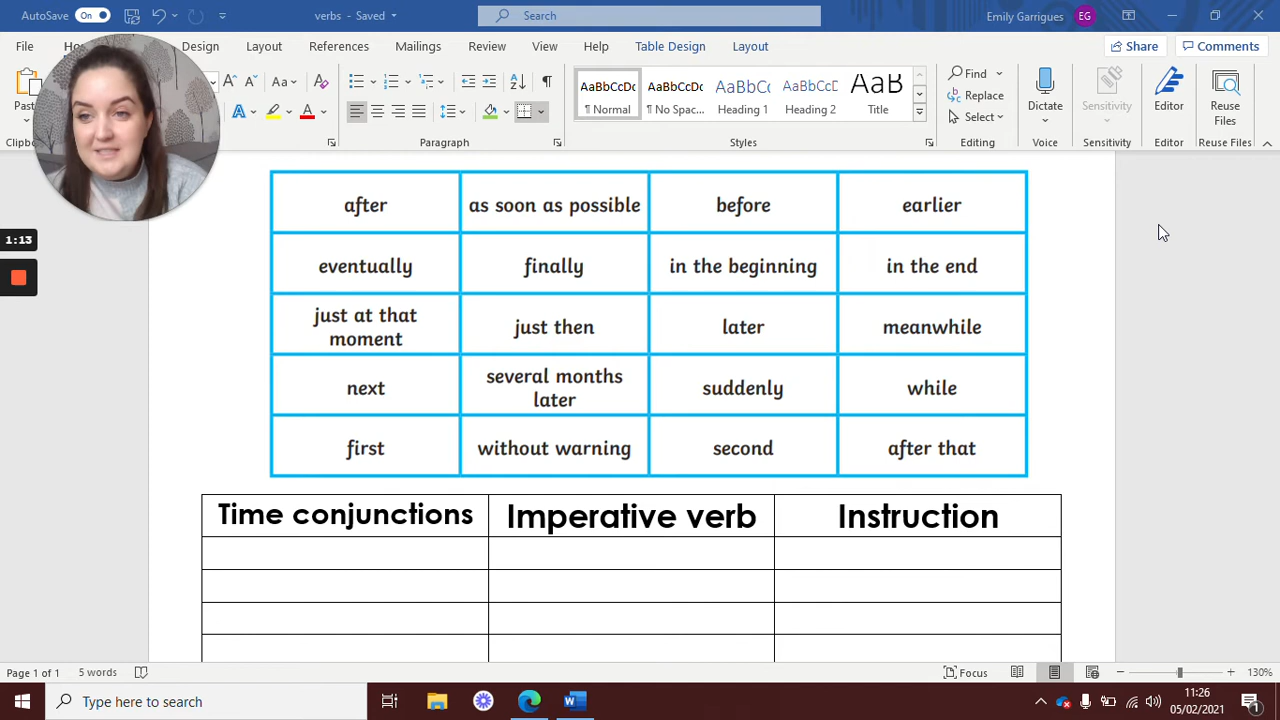 AutoSave On
verbs - Saved
Search
Emily Garrigues EG
File Design Layout References Mailings Review View Help Table Design Layout Share Comments
Paste
Aa
AaBbCcDc AaBbCcDc AaBbCc AaBbCcD AaB
¶ Normal ¶ No Spac... Heading 1 Heading 2 Title
Find
Replace
Select
Dictate
Sensitivity
Editor
Reuse
Files
Paragraph Styles Editing Voice Sensitivity Editor Reuse Files
after as soon as possible before earlier
1:13
eventually finally in the beginning in the end
just at that
moment
just then later meanwhile
next
several months
later
suddenly while
first without warning second after that
Time conjunctions Imperative verb Instruction
Page 1 of 1 5 words Focus 130%
Type here to search
11:26
05/02/2021
1